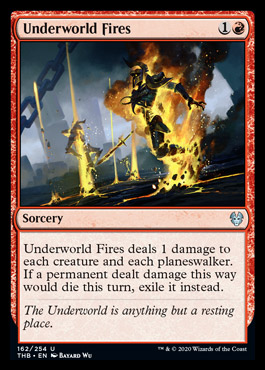 Underworld Fires 1
Sorcery
Underworld Fires deals 1 damage to
each creature and each planeswalker.
If a permanent dealt damage this way
would die this turn, exile it instead.
The Underworld is anything but a resting
place.
162/254 U
THB • EN Bayard Wu
™ & © 2020 Wizards of the Coast